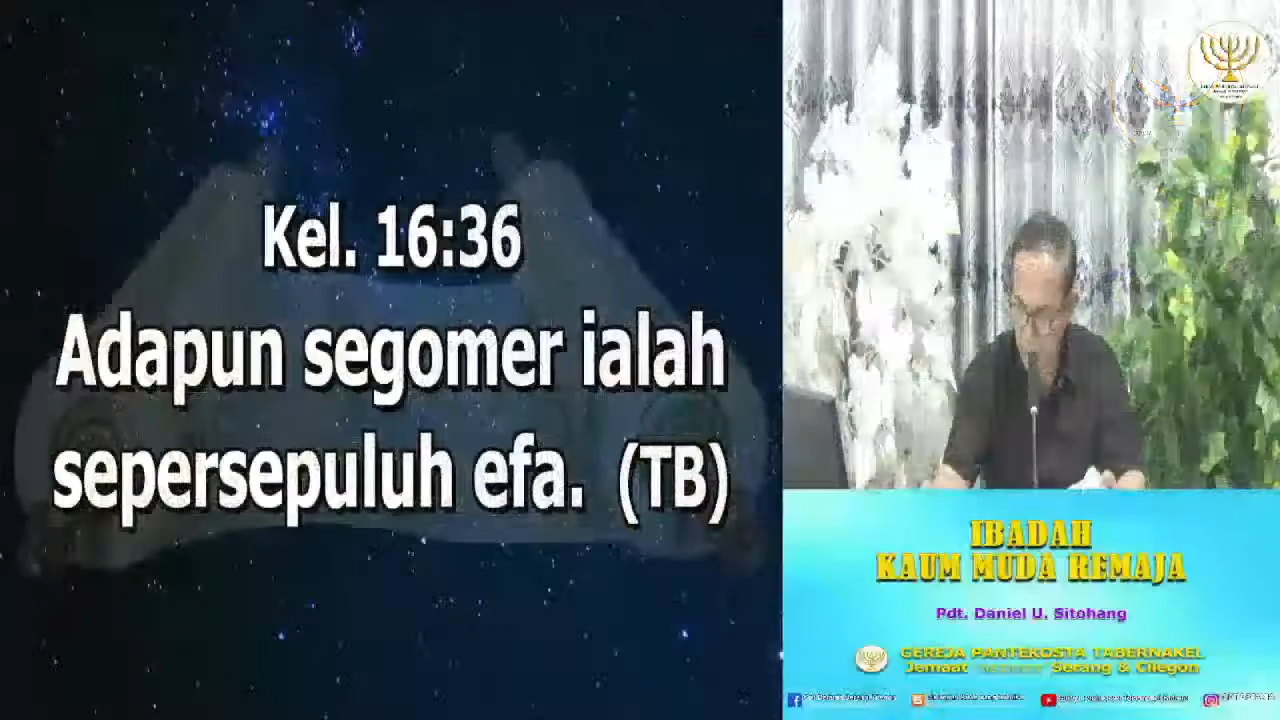 Kel. 16:36
Adapun segomer ialah
sepersepuluh efa. (TB)
IBADAH
KAUM MUDA REMAJA
Pdt. Daniel U. Sitohang
GEREJA PANTEKOSTA TABERNAKEL
Jemaat Serang & Cilegon